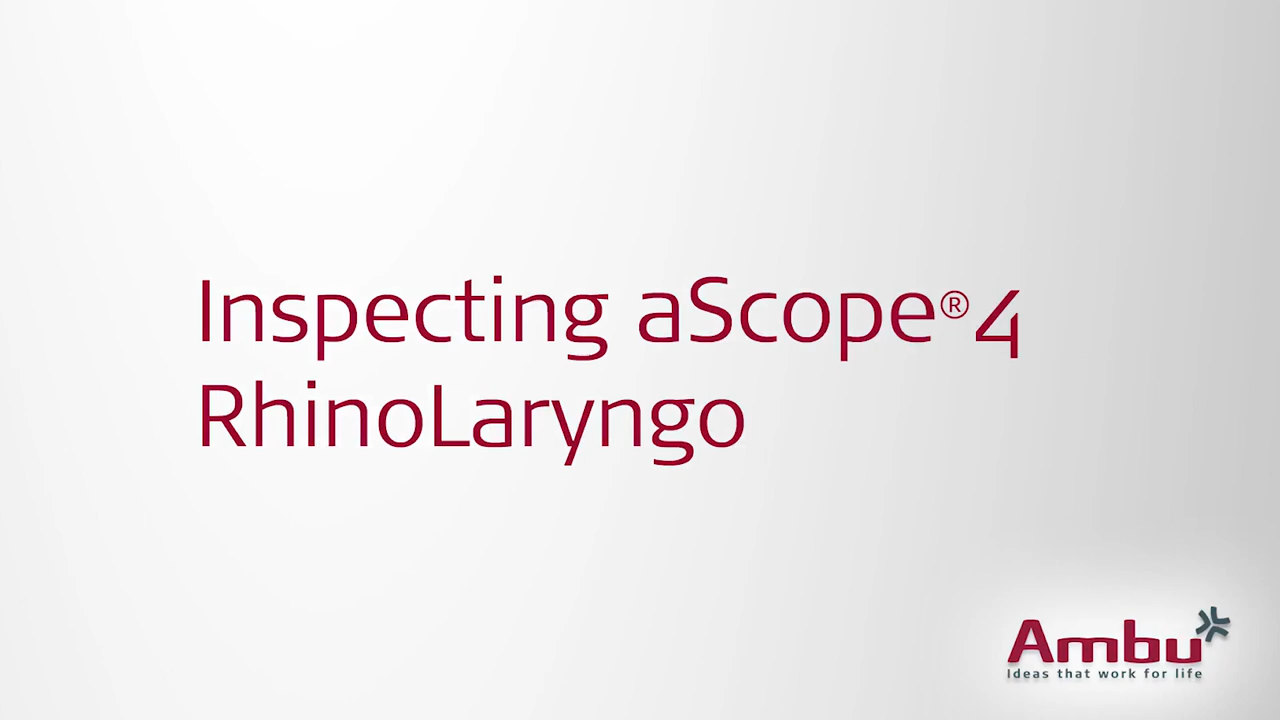 Inspecting aScope®4
RhinoLaryngo
Ambu
Ideas that work for life